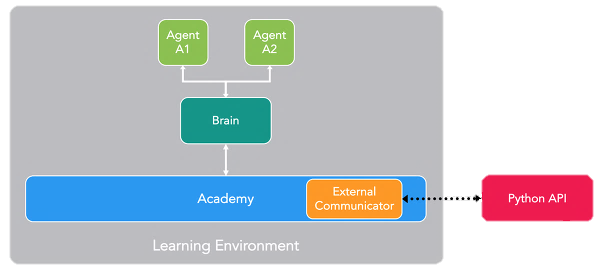 Agent
A1
Agent
A2
Brain
Academy
External
Communicator
Python API
Learning Environment